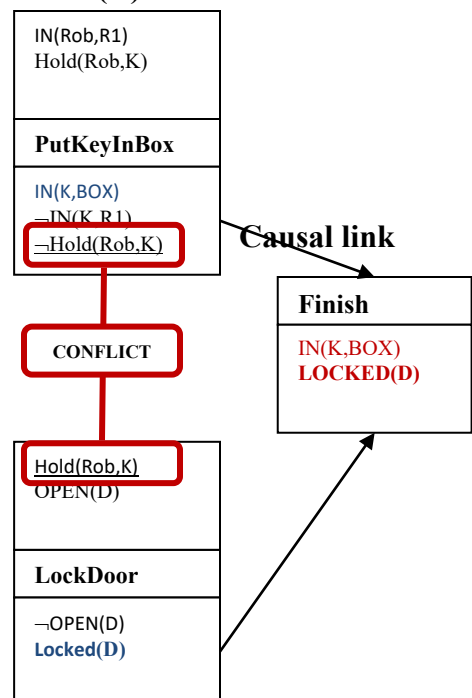 IN(Rob,R1)
Hold(Rob,K)
PutKeyInBox
IN(K,BOX)
¬IN(K,R1)
¬Hold(Rob,K)
Causal link
Finish
IN(K,BOX)
LOCKED(D)
CONFLICT
Hold(Rob,K)
OPEN(D)
LockDoor
¬OPEN(D)
Locked(D)